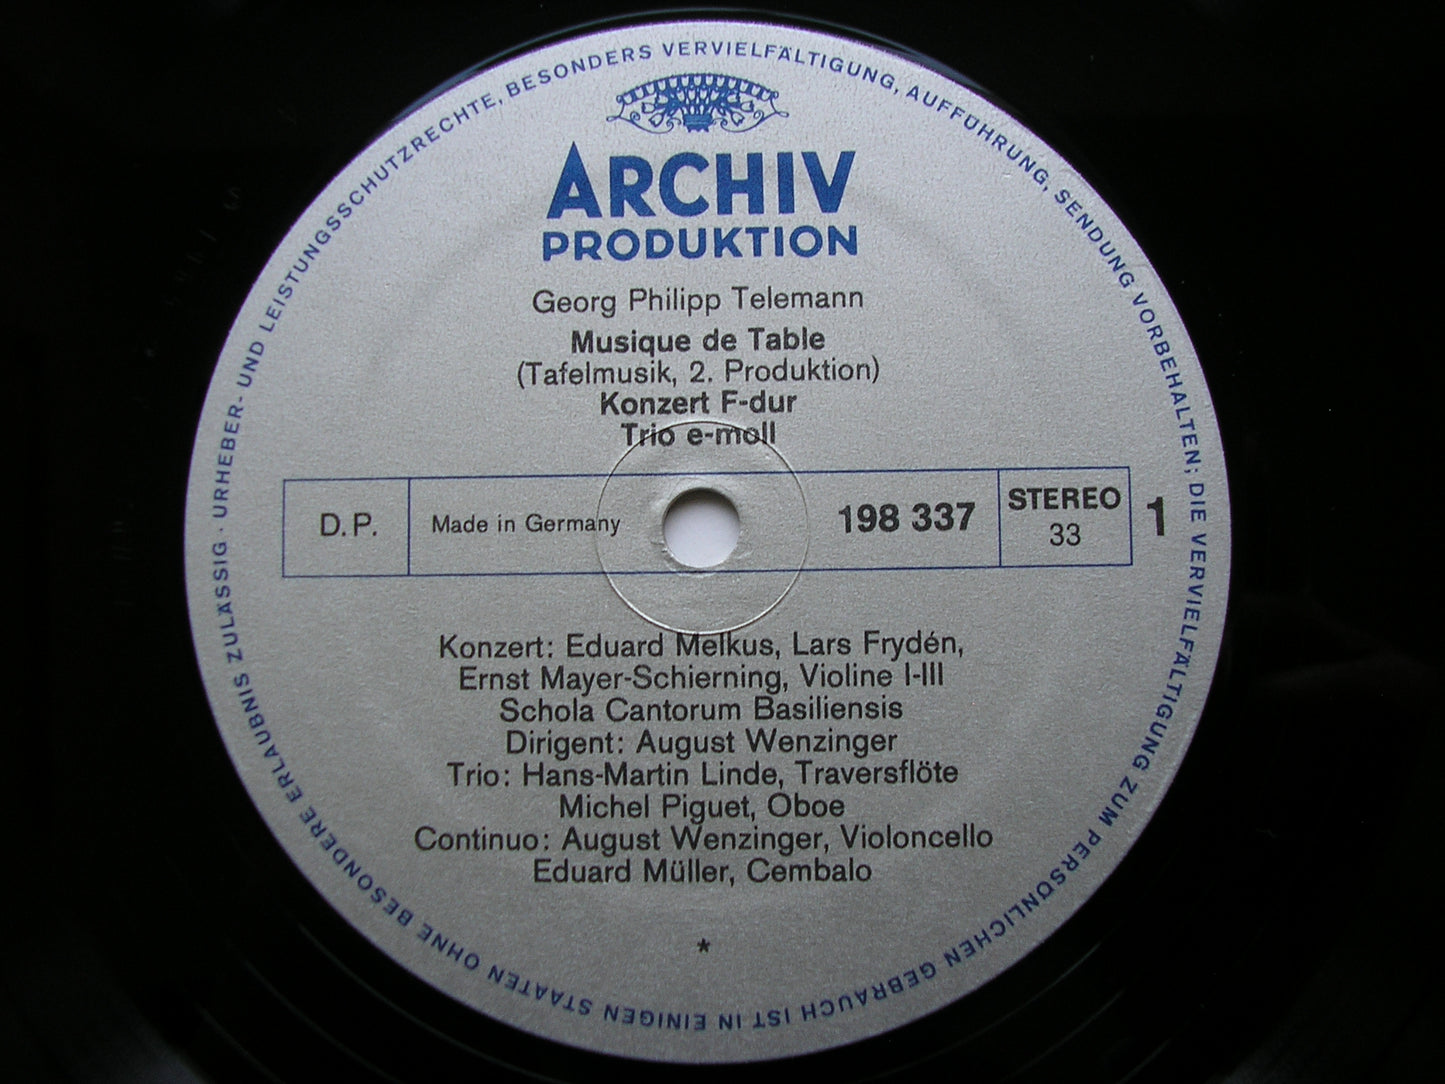 URHEBER- UND LEISTUNGSSCHUTZRECHTE, BESONDERS VERVIELFÄLTIGUNG, AUFFÜHRUNG, SENDUNG VORBEHALTEN; DIE VERVIELFÄLTIGUNG ZUM PERSÖNLICHEN GEBRAUCH IST IN EINIGEN STAATEN OHNE BESONDERE ERLAUBNIS ZULÄSSIG ·
ARCHIV
PRODUKTION
Georg Philipp Telemann
Musique de Table
(Tafelmusik, 2. Produktion)
Konzert F-dur
Trio e-moll
D.P. Made in Germany 198 337 STEREO 1
33
Konzert: Eduard Melkus, Lars Frydén,
Ernst Mayer-Schierning, Violine I-III
Schola Cantorum Basiliensis
Dirigent: August Wenzinger
Trio: Hans-Martin Linde, Traversflöte
Michel Piguet, Oboe
Continuo: August Wenzinger, Violoncello
Eduard Müller, Cembalo
*